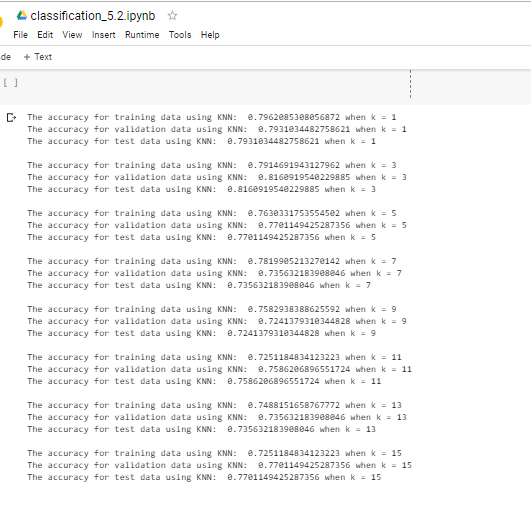 classification_5.2.ipynb
File Edit View Insert Runtime Tools Help
de + Text
[ ]
The accuracy for training data using KNN: 0.7962085308056872 when k = 1
The accuracy for validation data using KNN: 0.7931034482758621 when k = 1
The accuracy for test data using KNN: 0.7931034482758621 when k = 1
The accuracy for training data using KNN: 0.7914691943127962 when k = 3
The accuracy for validation data using KNN: 0.8160919540229885 when k = 3
The accuracy for test data using KNN: 0.8160919540229885 when k = 3
The accuracy for training data using KNN: 0.7630331753554502 when k = 5
The accuracy for validation data using KNN: 0.7701149425287356 when k = 5
The accuracy for test data using KNN: 0.7701149425287356 when k = 5
The accuracy for training data using KNN: 0.7819905213270142 when k = 7
The accuracy for validation data using KNN: 0.735632183908046 when k = 7
The accuracy for test data using KNN: 0.735632183908046 when k = 7
The accuracy for training data using KNN: 0.7582938388625592 when k = 9
The accuracy for validation data using KNN: 0.7241379310344828 when k = 9
The accuracy for test data using KNN: 0.7241379310344828 when k = 9
The accuracy for training data using KNN: 0.7251184834123223 when k = 11
The accuracy for validation data using KNN: 0.7586206896551724 when k = 11
The accuracy for test data using KNN: 0.7586206896551724 when k = 11
The accuracy for training data using KNN: 0.7488151658767772 when k = 13
The accuracy for validation data using KNN: 0.735632183908046 when k = 13
The accuracy for test data using KNN: 0.735632183908046 when k = 13
The accuracy for training data using KNN: 0.7251184834123223 when k = 15
The accuracy for validation data using KNN: 0.7701149425287356 when k = 15
The accuracy for test data using KNN: 0.7701149425287356 when k = 15